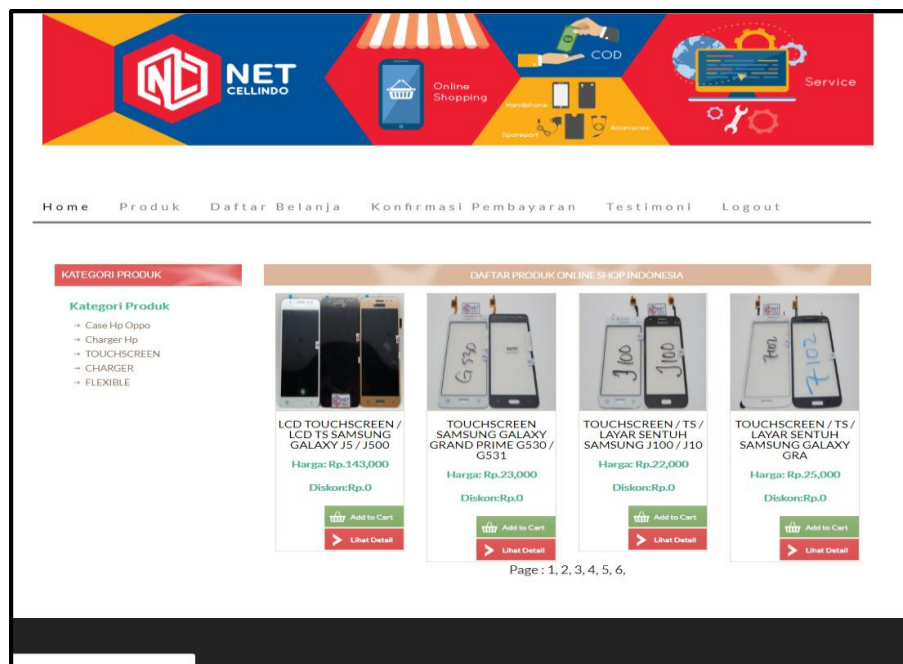 NET
CELLINDO
Online
Shopping
COD
Handphone
Sparepart
Accessories
Service
Home Produk Daftar Belanja Konfirmasi Pembayaran Testimoni Logout
KATEGORI PRODUK
Kategori Produk
→ Case Hp Oppo
→ Charger Hp
→ TOUCHSCREEN
→ CHARGER
→ FLEXIBLE
DAFTAR PRODUK ONLINE SHOP INDONESIA
LCD TOUCHSCREEN /
LCD TS SAMSUNG
GALAXY J5 / J500
Harga: Rp.143,000
Diskon:Rp.0
Add to Cart
Lihat Detail
G 530
TOUCHSCREEN
SAMSUNG GALAXY
GRAND PRIME G530 /
G531
Harga: Rp.23,000
Diskon:Rp.0
Add to Cart
Lihat Detail
J100 J100
TOUCHSCREEN / TS /
LAYAR SENTUH
SAMSUNG J100 / J10
Harga: Rp.22,000
Diskon:Rp.0
Add to Cart
Lihat Detail
7102 7102
TOUCHSCREEN / TS /
LAYAR SENTUH
SAMSUNG GALAXY
GRA
Harga: Rp.25,000
Diskon:Rp.0
Add to Cart
Lihat Detail
Page : 1, 2, 3, 4, 5, 6,